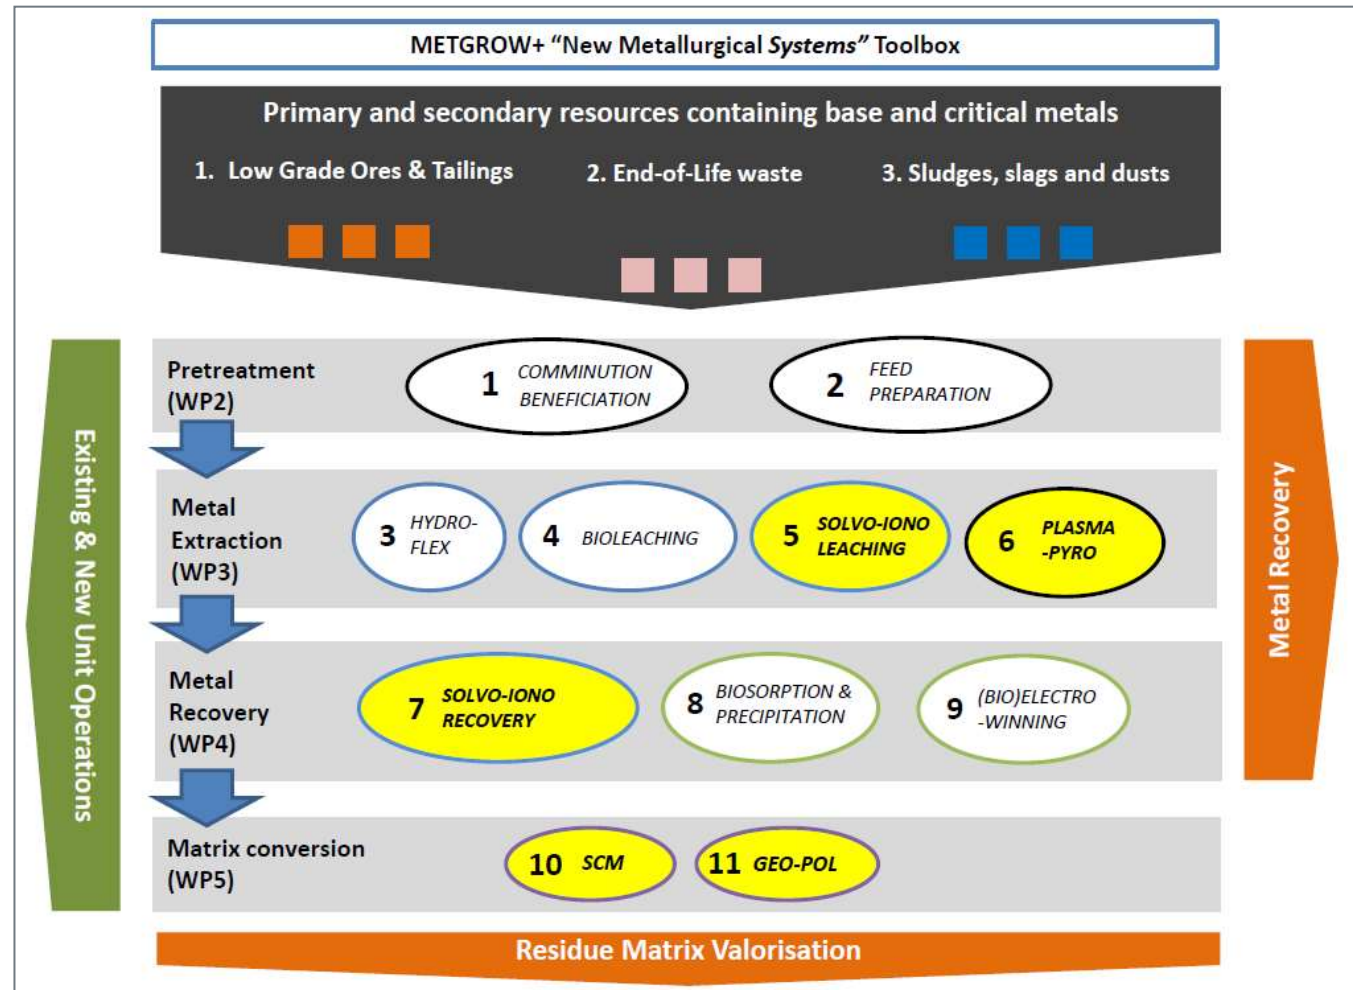 METGROW+ “New Metallurgical Systems” Toolbox
Primary and secondary resources containing base and critical metals
1. Low Grade Ores & Tailings
2. End-of-Life waste
3. Sludges, slags and dusts
Existing & New Unit Operations
Pretreatment
(WP2)
1 COMMINUTION
BENEFICIATION
2 FEED
PREPARATION
Metal
Extraction
(WP3)
3 HYDRO-
FLEX
4 BIOLEACHING
5 SOLVO-IONO
LEACHING
6 PLASMA
-PYRO
Metal
Recovery
(WP4)
7 SOLVO-IONO
RECOVERY
8 BIOSORPTION &
PRECIPITATION
9 (BIO)ELECTRO
-WINNING
Matrix conversion
(WP5)
10 SCM
11 GEO-POL
Metal Recovery
Residue Matrix Valorisation